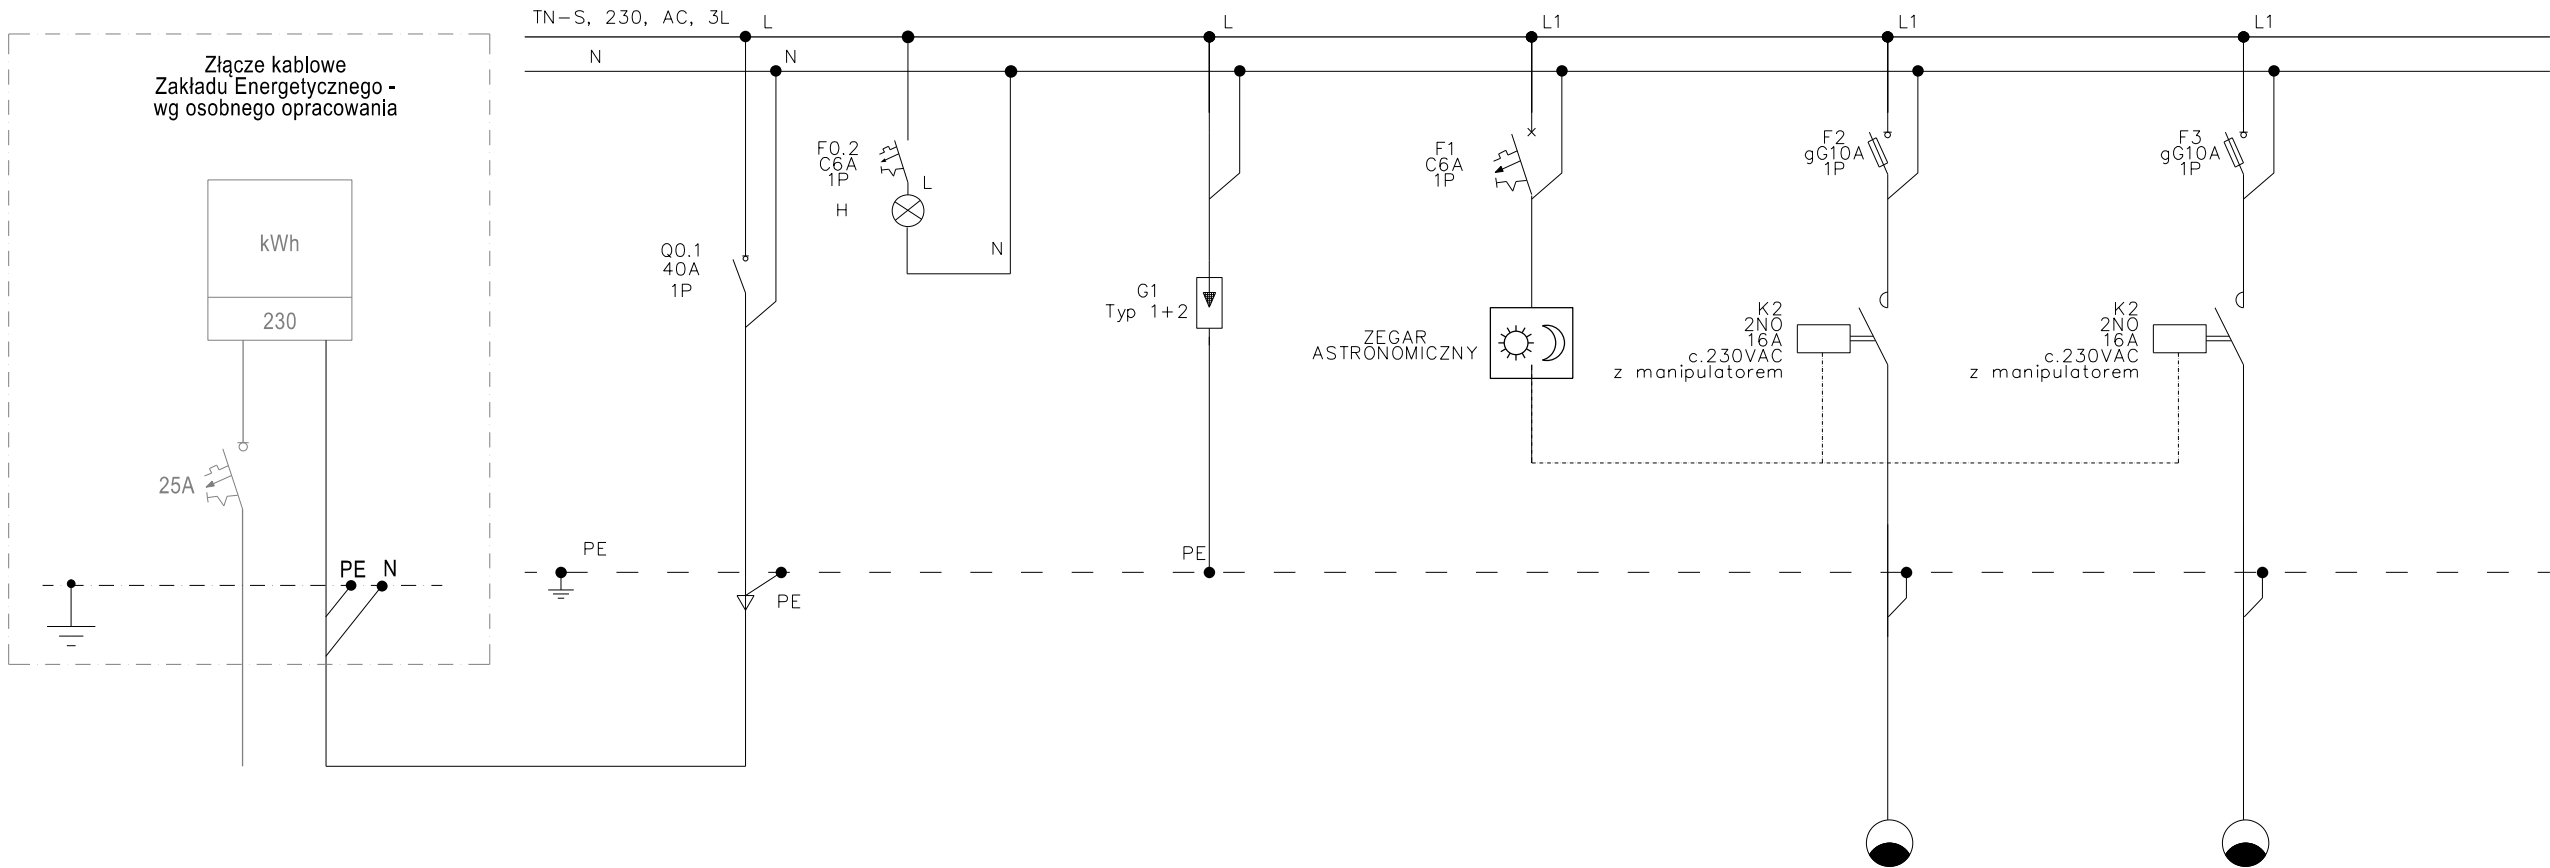 Złącze kablowe
Zakładu Energetycznego -
wg osobnego opracowania
kWh
230
25A
PE
N
TN-S, 230, AC, 3L
L
N
N
Q0.1
40A
1P
F0.2
C6A
1P
H
L
N
L
G1
Typ 1+2
PE
PE
PE
L1
F1
C6A
1P
ZEGAR
ASTRONOMICZNY
L1
F2
gG10A
1P
K2
2NO
16A
c.230VAC
z manipulatorem
L1
F3
gG10A
1P
K2
2NO
16A
c.230VAC
z manipulatorem